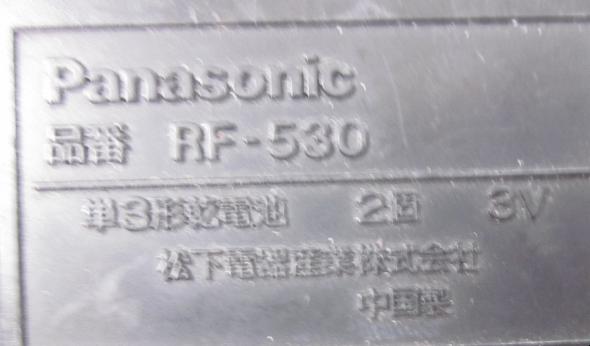 Panasonic
品番 RF-530
単3形乾電池 2個 3V
松下電器産業株式会社
中国製